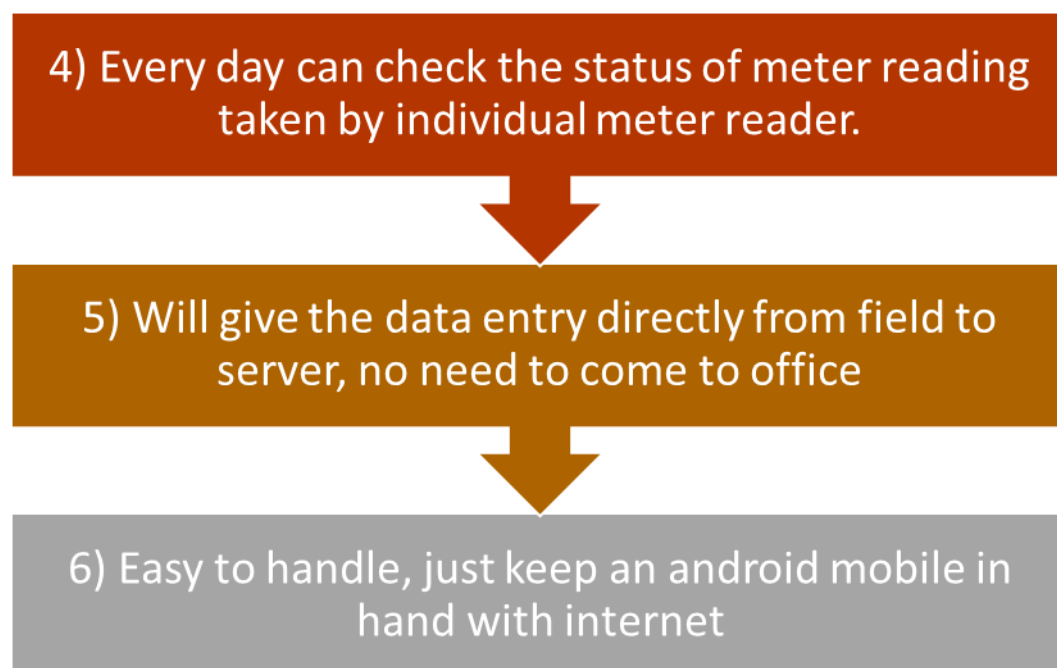 4) Every day can check the status of meter reading
taken by individual meter reader.
5) Will give the data entry directly from field to
server, no need to come to office
6) Easy to handle, just keep an android mobile in
hand with internet